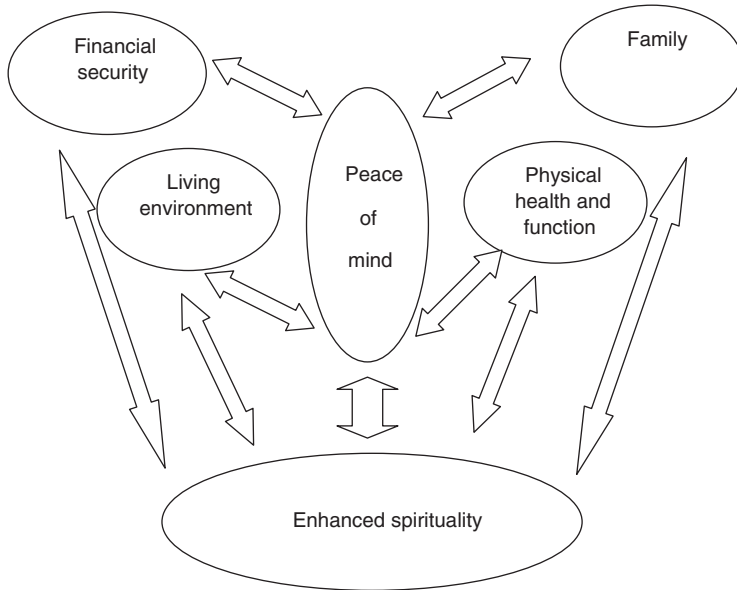 Financial
security
Family
Living
environment
Peace
of
mind
Physical
health and
function
Enhanced spirituality